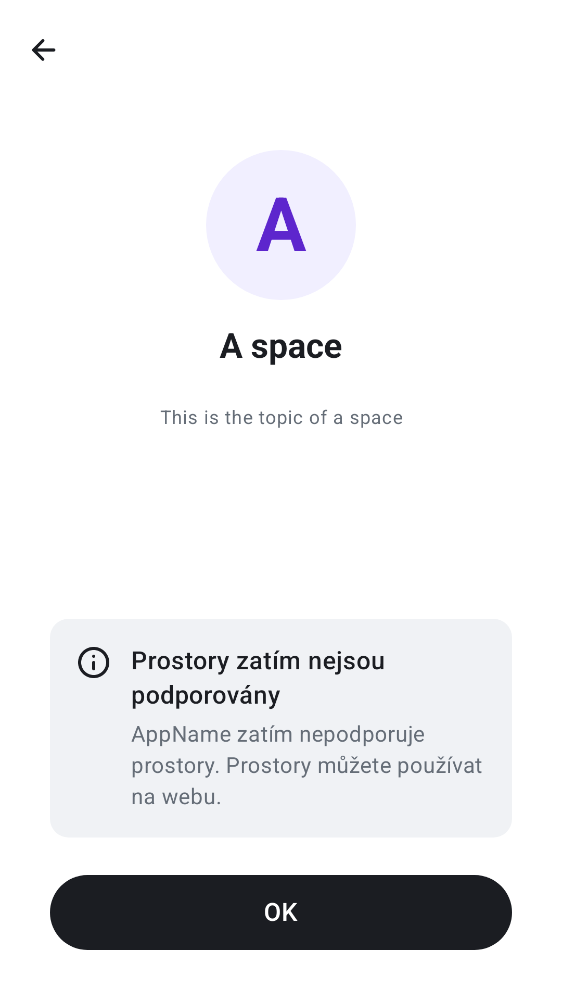 A
A space
This is the topic of a space
Prostory zatím nejsou
podporovány
AppName zatím nepodporuje
prostory. Prostory můžete používat
na webu.
OK